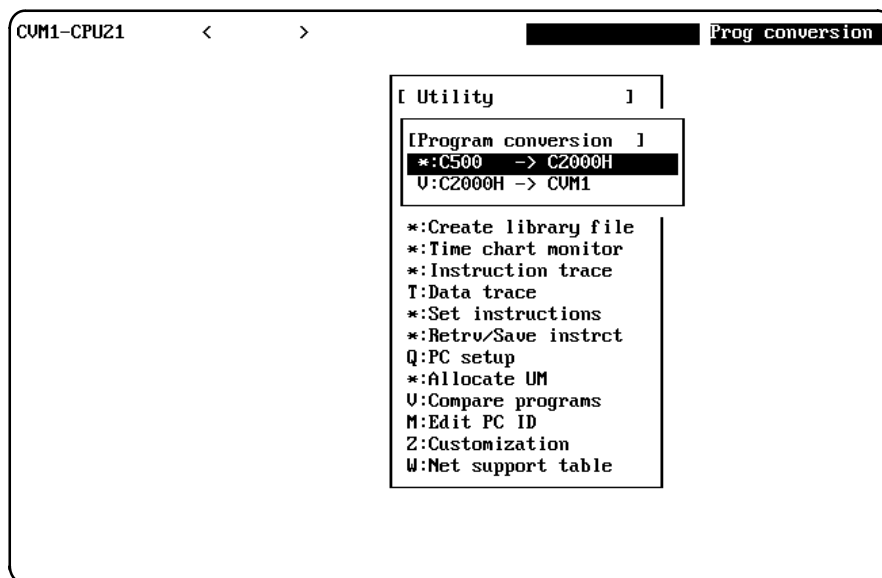 CVM1-CPU21 < > Prog conversion
[ Utility ]
[Program conversion ]
*:C500 -> C2000H
V:C2000H -> CVM1
*:Create library file
*:Time chart monitor
*:Instruction trace
T:Data trace
*:Set instructions
*:Retrv/Save instrct
Q:PC setup
*:Allocate UM
V:Compare programs
M:Edit PC ID
Z:Customization
W:Net support table